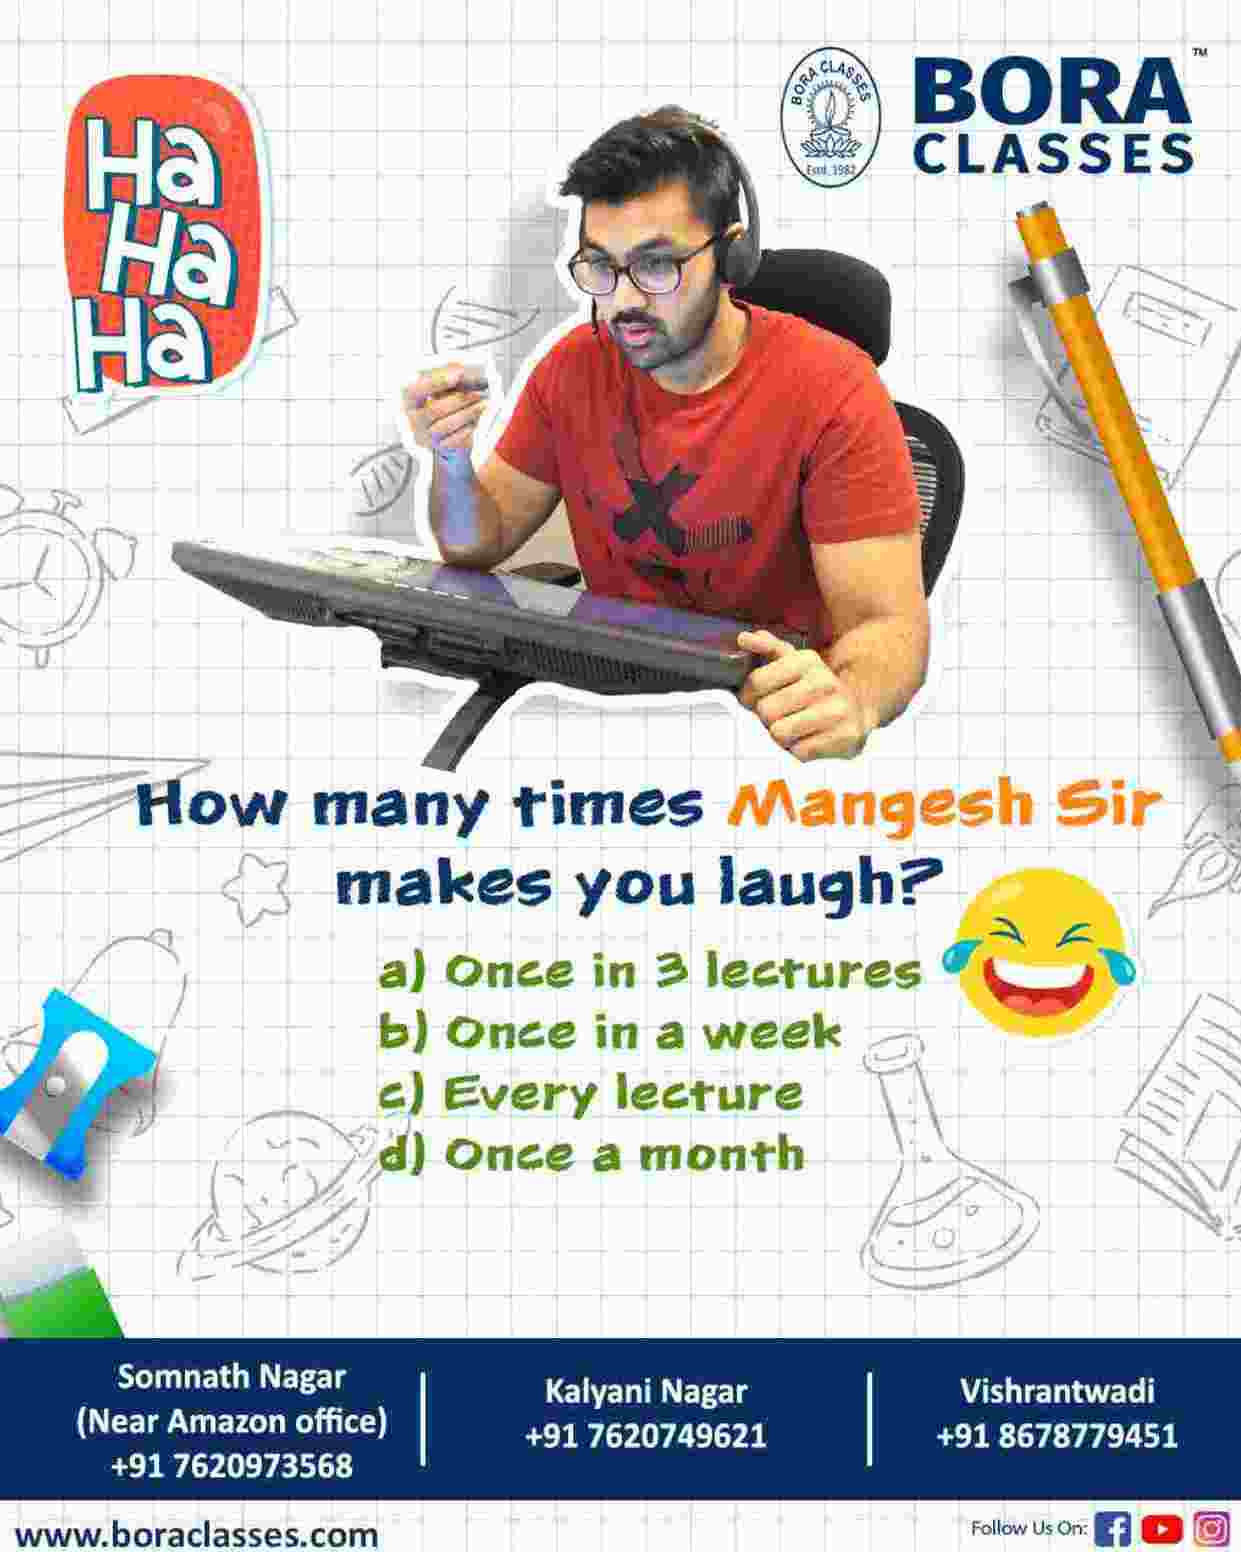 Ha
Ha
Ha
BORA CLASSES
Estd. 1982
BORA™
CLASSES
How many times Mangesh Sir
makes you laugh?
a) Once in 3 lectures
b) Once in a week
c) Every lecture
d) Once a month
Somnath Nagar
(Near Amazon office)
+91 7620973568
Kalyani Nagar
+91 7620749621
Vishrantwadi
+91 8678779451
www.boraclasses.com
Follow Us On: